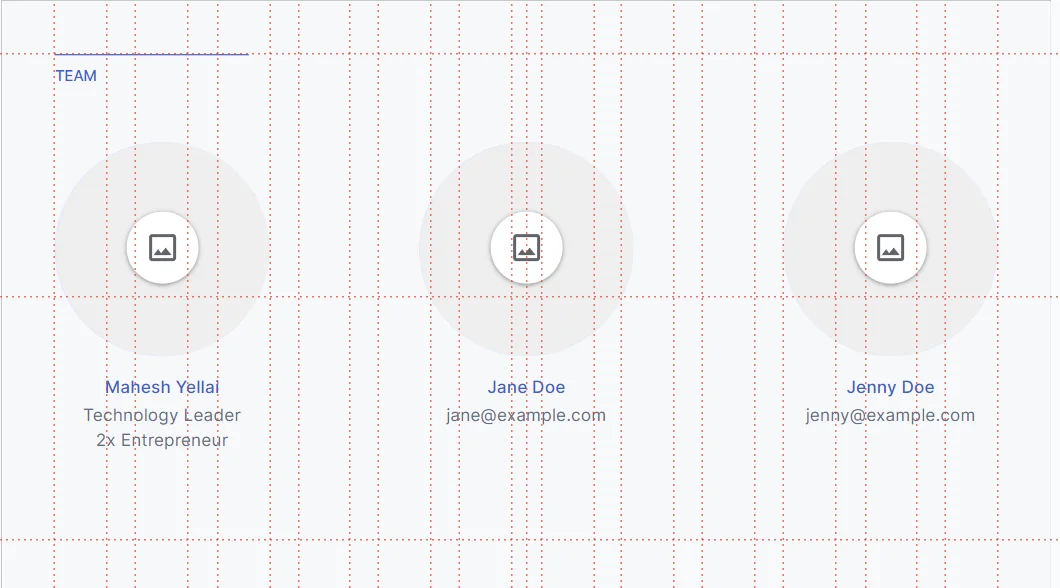 TEAM
Mahesh Yellai
Technology Leader
2x Entrepreneur
Jane Doe
jane@example.com
Jenny Doe
jenny@example.com